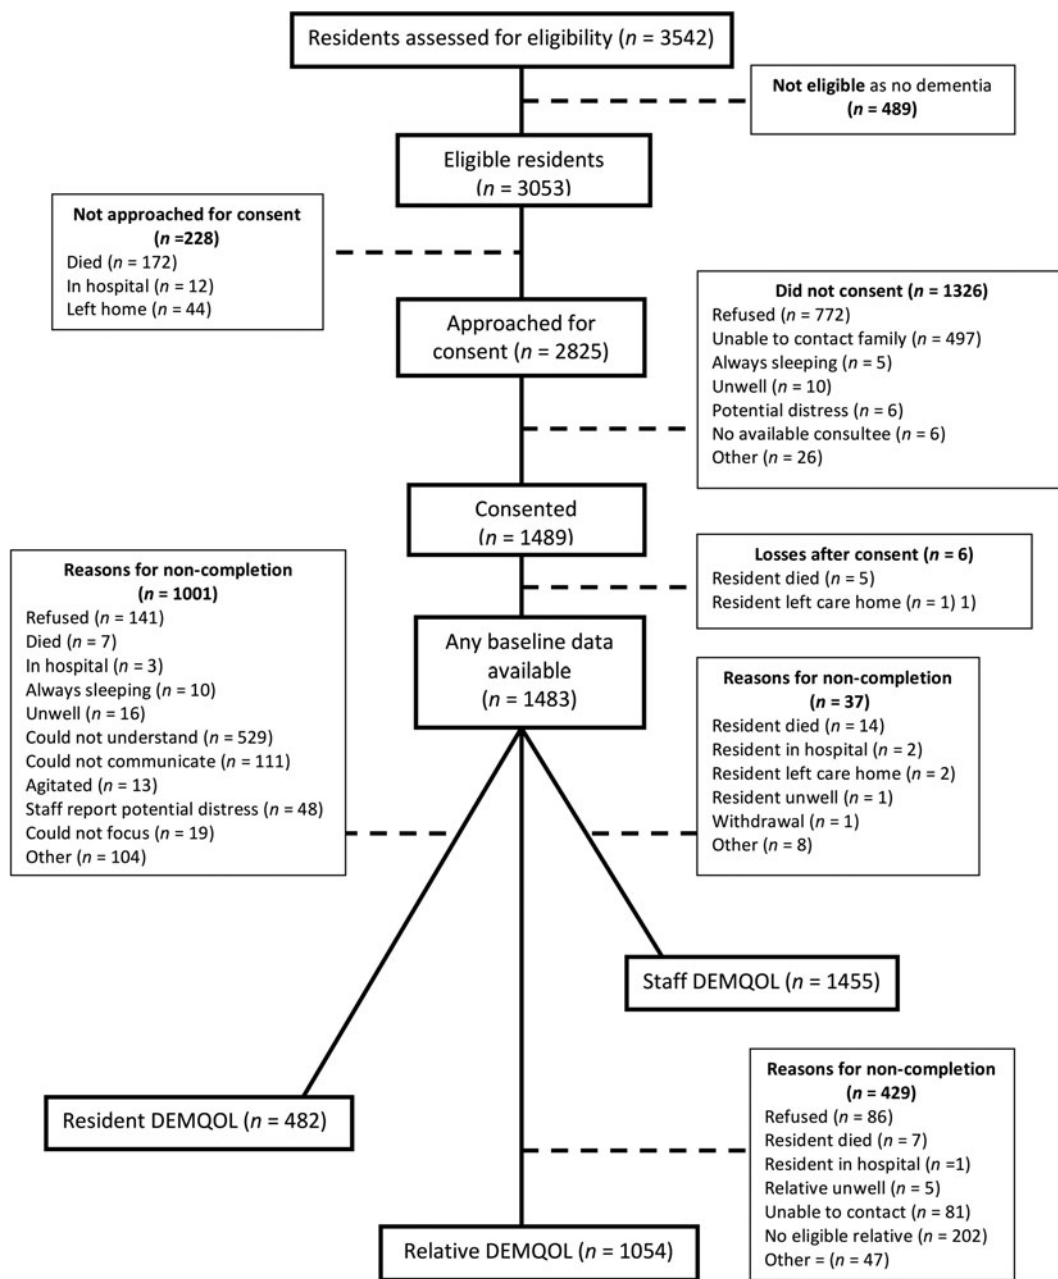 Residents assessed for eligibility (n = 3542)
Not eligible as no dementia
(n = 489)
Eligible residents
(n = 3053)
Not approached for consent
(n =228)
Died (n = 172)
In hospital (n = 12)
Left home (n = 44)
Approached for
consent (n = 2825)
Did not consent (n = 1326)
Refused (n = 772)
Unable to contact family (n = 497)
Always sleeping (n = 5)
Unwell (n = 10)
Potential distress (n = 6)
No available consultee (n = 6)
Other (n = 26)
Consented
(n = 1489)
Losses after consent (n = 6)
Resident died (n = 5)
Resident left care home (n = 1) 1)
Reasons for non-completion
(n = 1001)
Refused (n = 141)
Died (n = 7)
In hospital (n = 3)
Always sleeping (n = 10)
Unwell (n = 16)
Could not understand (n = 529)
Could not communicate (n = 111)
Agitated (n = 13)
Staff report potential distress (n = 48)
Could not focus (n = 19)
Other (n = 104)
Any baseline data
available
(n = 1483)
Reasons for non-completion
(n = 37)
Resident died (n = 14)
Resident in hospital (n = 2)
Resident left care home (n = 2)
Resident unwell (n = 1)
Withdrawal (n = 1)
Other (n = 8)
Staff DEMQOL (n = 1455)
Resident DEMQOL (n = 482)
Reasons for non-completion
(n = 429)
Refused (n = 86)
Resident died (n = 7)
Resident in hospital (n =1)
Relative unwell (n = 5)
Unable to contact (n = 81)
No eligible relative (n = 202)
Other = (n = 47)
Relative DEMQOL (n = 1054)